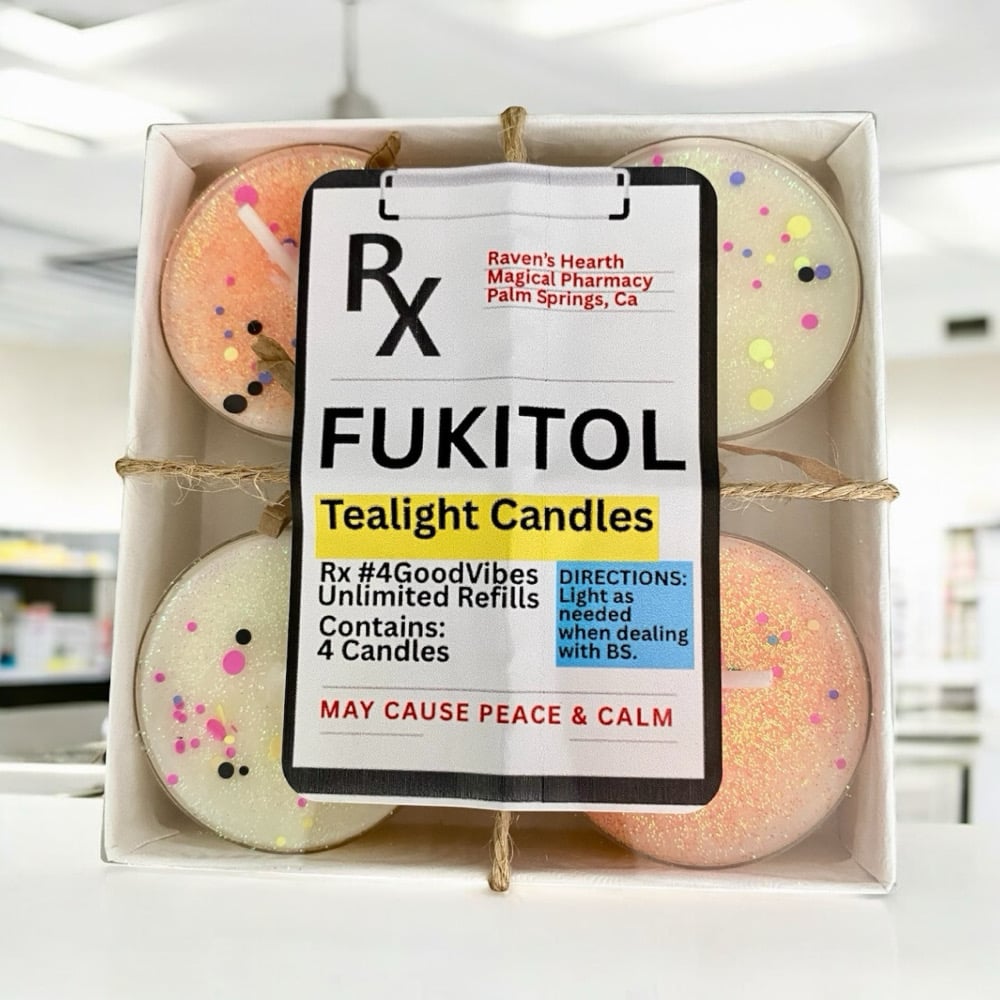 Rx
Raven's Hearth
Magical Pharmacy
Palm Springs, Ca
FUKITOL
Tealight Candles
Rx #4GoodVibes
Unlimited Refills
Contains:
4 Candles
DIRECTIONS:
Light as
needed
when dealing
with BS.
MAY CAUSE PEACE & CALM